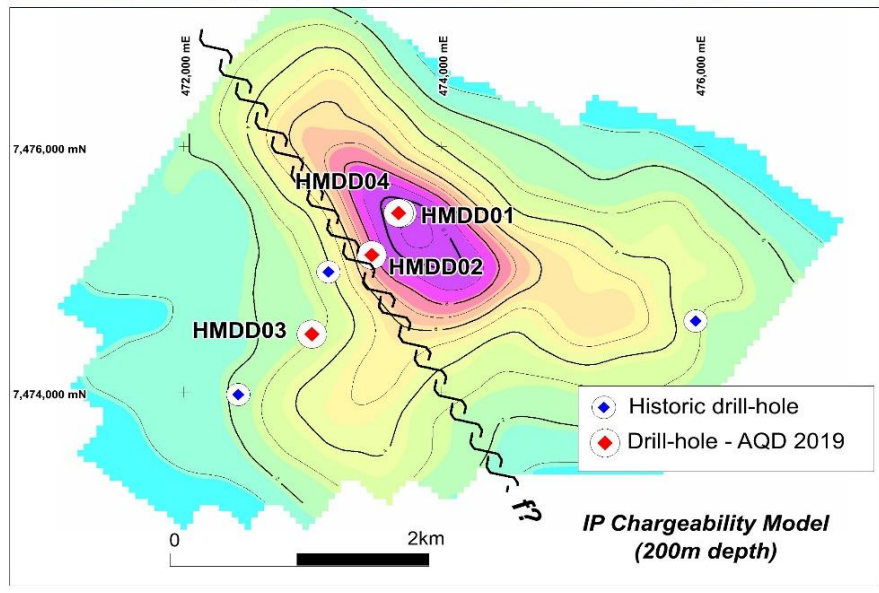 472,000 mE
474,000 mE
476,000 mE
7,476,000 mN
HMDD04
HMDD01
HMDD02
HMDD03
7,474,000 mN
Historic drill-hole
Drill-hole - AQD 2019
f?
IP Chargeability Model
(200m depth)
0
2km